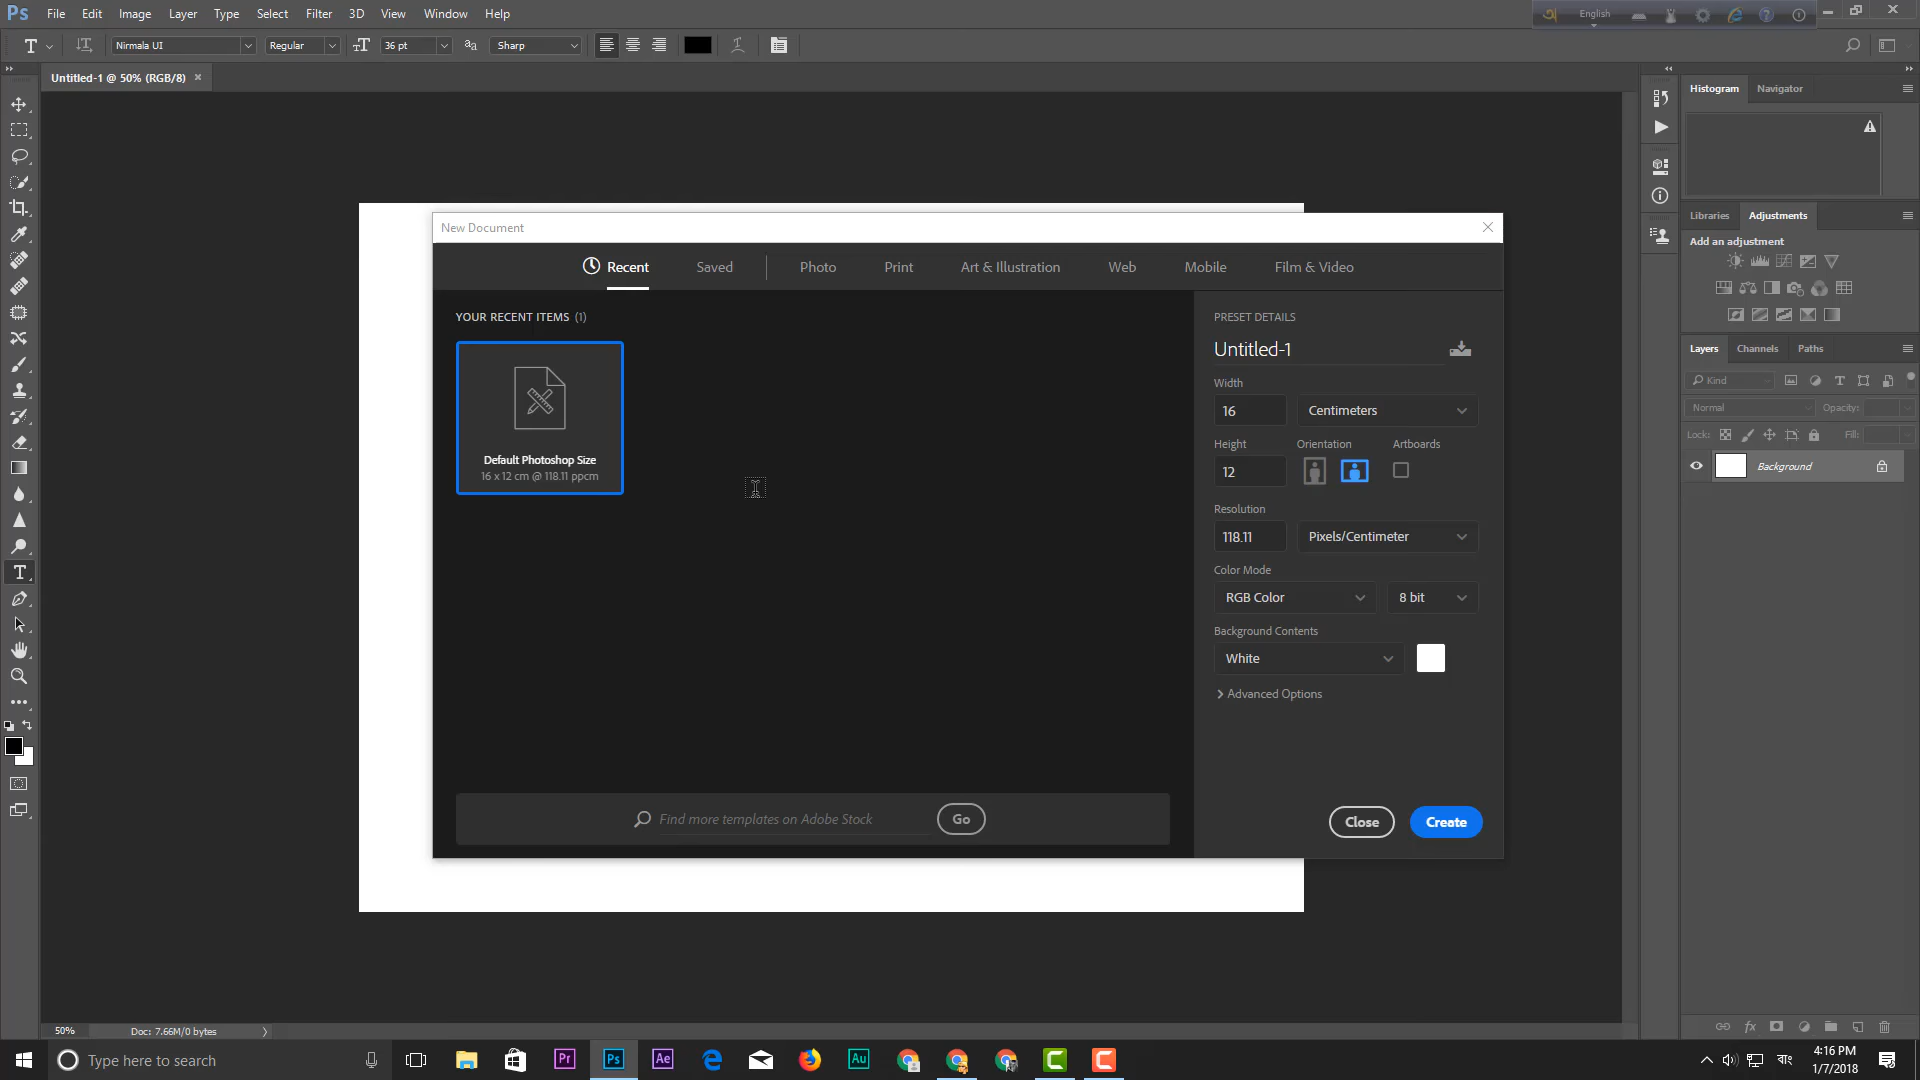 Ps File Edit Image Layer Type Select Filter 3D View Window Help
English
Nirmala UI Regular 36 pt Sharp
Untitled-1 @ 50% (RGB/8) ×
Histogram Navigator
Libraries Adjustments
Add an adjustment
Layers Channels Paths
Kind
Normal Opacity:
Lock: Fill:
Background
New Document
Recent Saved Photo Print Art & Illustration Web Mobile Film & Video
YOUR RECENT ITEMS (1)
Default Photoshop Size
16 x 12 cm @ 118.11 ppcm
PRESET DETAILS
Untitled-1
Width
16 Centimeters
Height Orientation Artboards
12
Resolution
118.11 Pixels/Centimeter
Color Mode
RGB Color 8 bit
Background Contents
White
Advanced Options
Find more templates on Adobe Stock Go
Close Create
50% Doc: 7.66M/0 bytes
Type here to search
Pr Ps Ae Au
বাং
4:16 PM
1/7/2018